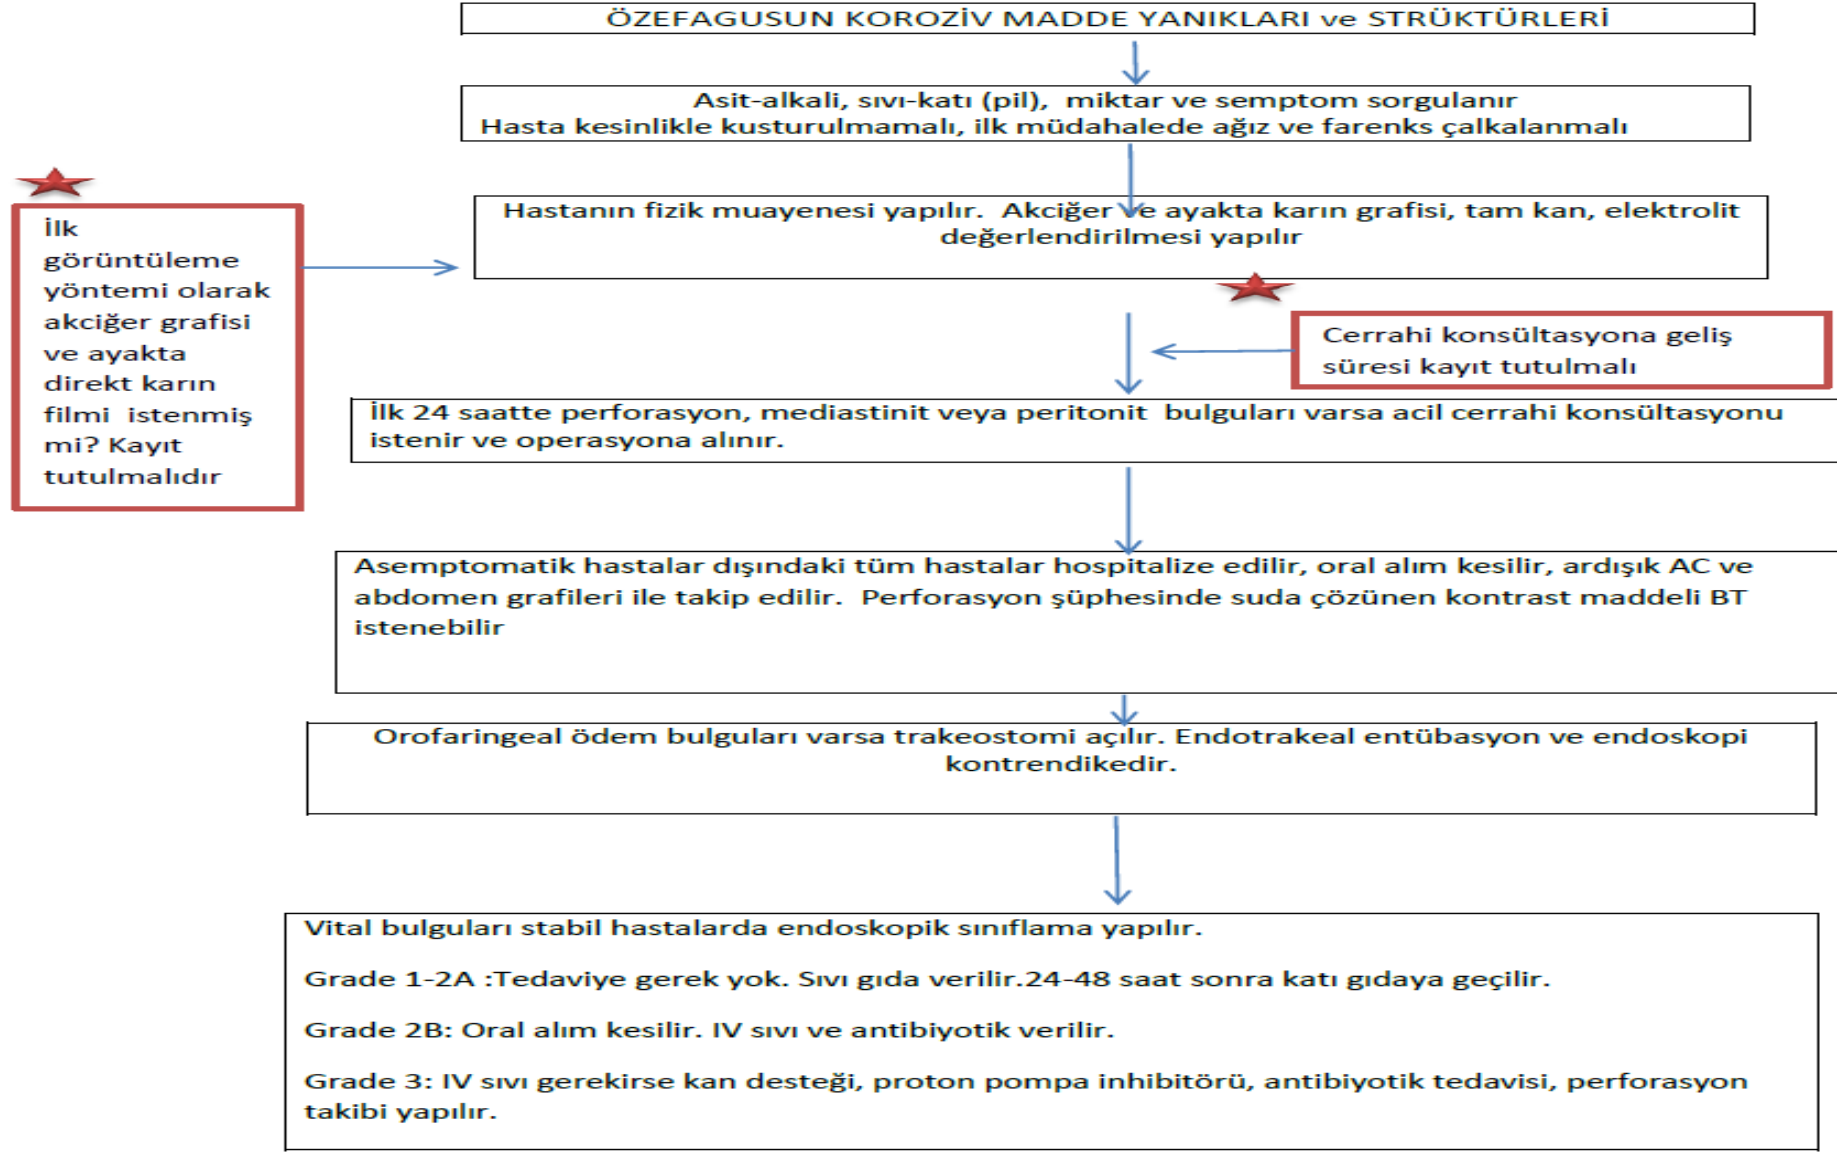 ÖZEFAGUSUN KOROZİV MADDE YANIKLARI ve STRÜKTÜRLERİ
Asit-alkali, sıvı-katı (pil), miktar ve semptom sorgulanır
Hasta kesinlikle kusturulmamalı, ilk müdahalede ağız ve farenks çalkalanmalı
İlk
görüntüleme
yöntemi olarak
akciğer grafisi
ve ayakta
direkt karın
filmi istenmiş
mi? Kayıt
tutulmalıdır
Hastanın fizik muayenesi yapılır. Akciğer ve ayakta karın grafisi, tam kan, elektrolit
değerlendirilmesi yapılır
Cerrahi konsültasyona geliş
süresi kayıt tutulmalı
İlk 24 saatte perforasyon, mediastinit veya peritonit bulguları varsa acil cerrahi konsültasyonu
istenir ve operasyona alınır.
Asemptomatik hastalar dışındaki tüm hastalar hospitalize edilir, oral alım kesilir, ardışık AC ve
abdomen grafileri ile takip edilir. Perforasyon şüphesinde suda çözünen kontrast maddeli BT
istenebilir
Orofaringeal ödem bulguları varsa trakeostomi açılır. Endotrakeal entübasyon ve endoskopi
kontrendikedir.
Vital bulguları stabil hastalarda endoskopik sınıflama yapılır.
Grade 1-2A :Tedaviye gerek yok. Sıvı gıda verilir.24-48 saat sonra katı gıdaya geçilir.
Grade 2B: Oral alım kesilir. IV sıvı ve antibiyotik verilir.
Grade 3: IV sıvı gerekirse kan desteği, proton pompa inhibitörü, antibiyotik tedavisi, perforasyon
takibi yapılır.